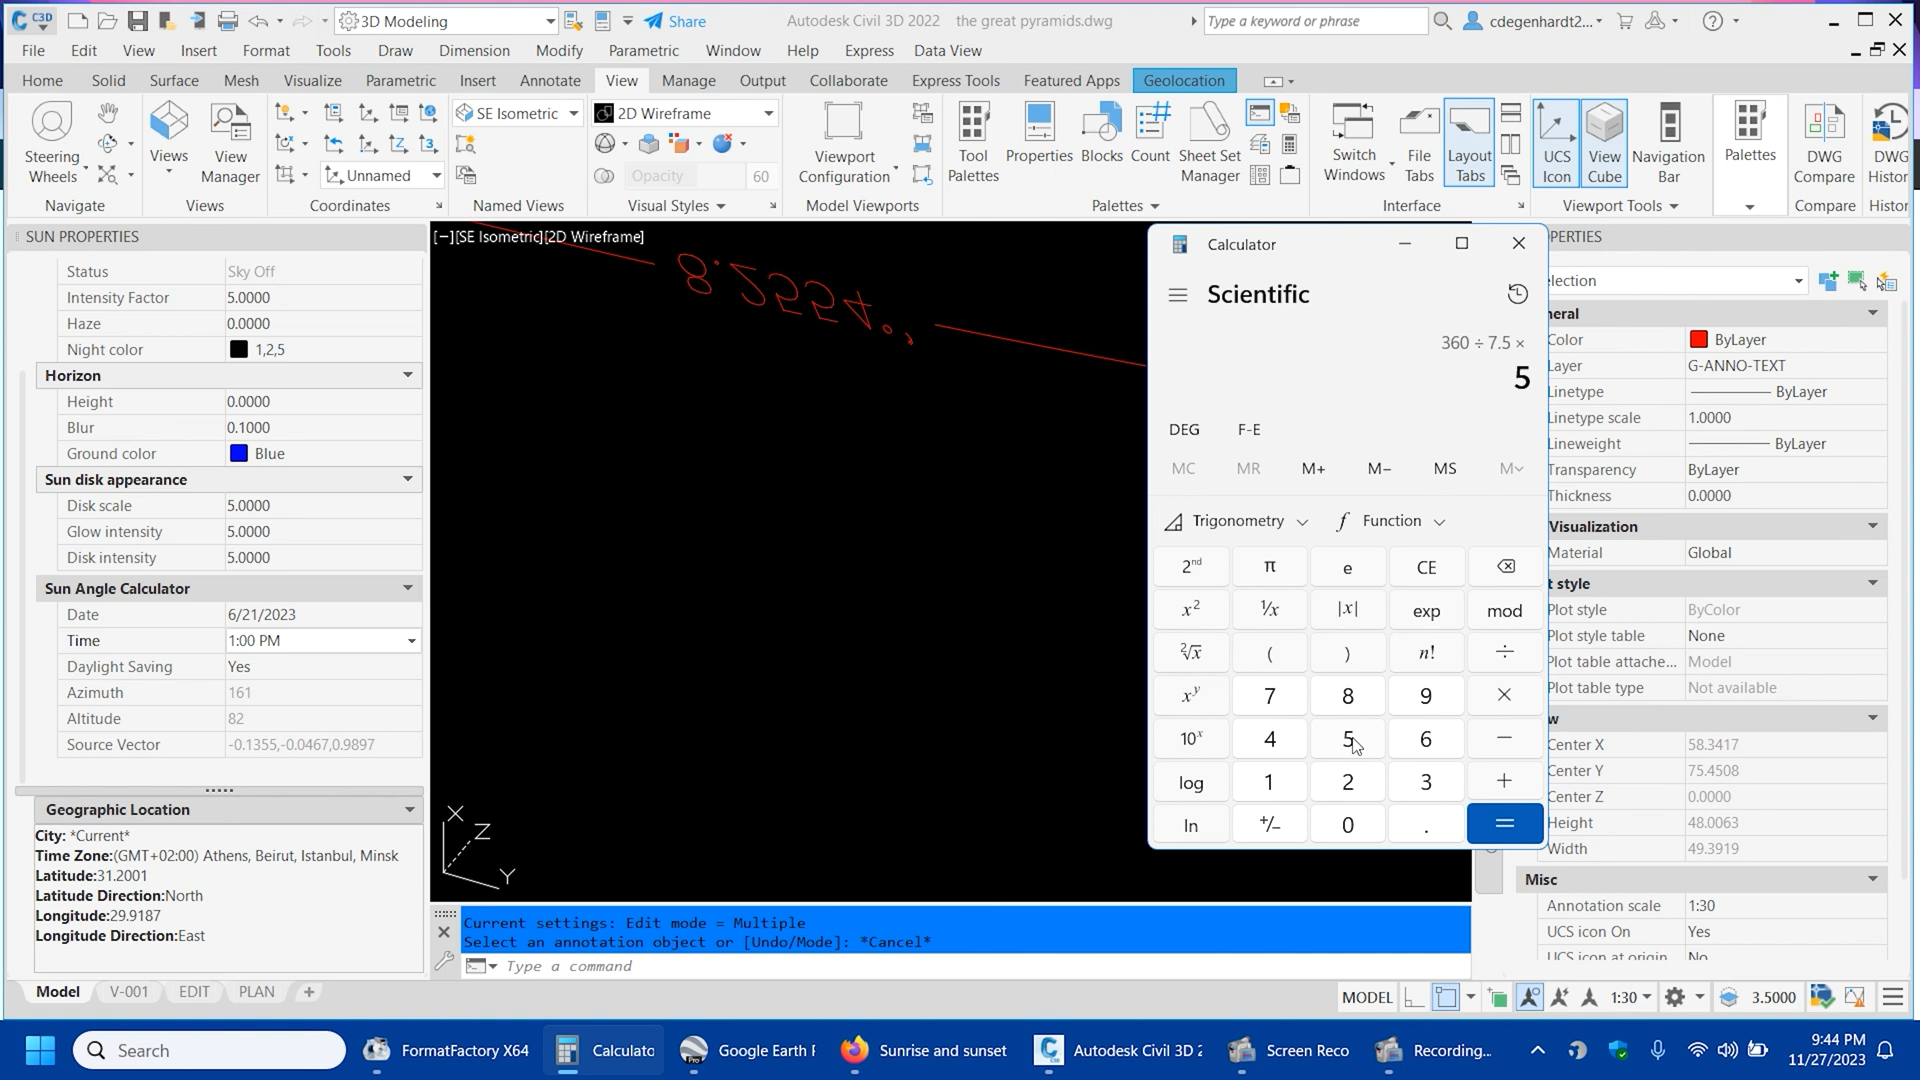 C3D
3D Modeling
Share
Autodesk Civil 3D 2022 the great pyramids.dwg
Type a keyword or phrase
cdegenhardt2...
File Edit View Insert Format Tools Draw Dimension Modify Parametric Window Help Express Data View
Home Solid Surface Mesh Visualize Parametric Insert Annotate View Manage Output Collaborate Express Tools Featured Apps Geolocation
Steering Wheels
Views
View Manager
Unnamed
SE Isometric
2D Wireframe
Opacity 60
Viewport Configuration
Tool Palettes
Properties
Blocks
Count
Sheet Set Manager
Switch Windows
File Tabs
Layout Tabs
UCS Icon
View Cube
Navigation Bar
Palettes
DWG Compare
DWG Histor
Navigate Views Coordinates Named Views Visual Styles Model Viewports Palettes Interface Viewport Tools Compare Histor
SUN PROPERTIES
Status Sky Off
Intensity Factor 5.0000
Haze 0.0000
Night color 1,2,5
Horizon
Height 0.0000
Blur 0.1000
Ground color Blue
Sun disk appearance
Disk scale 5.0000
Glow intensity 5.0000
Disk intensity 5.0000
Sun Angle Calculator
Date 6/21/2023
Time 1:00 PM
Daylight Saving Yes
Azimuth 161
Altitude 82
Source Vector -0.1355,-0.0467,0.9897
Geographic Location
City: *Current*
Time Zone:(GMT+02:00) Athens, Beirut, Istanbul, Minsk
Latitude:31.2001
Latitude Direction:North
Longitude:29.9187
Longitude Direction:East
[−][SE Isometric][2D Wireframe]
X
Z
Y
Current settings: Edit mode = Multiple
Select an annotation object or [Undo/Mode]: *Cancel*
Type a command
Calculator
Scientific
360 ÷ 7.5 ×
5
DEG F-E
MC MR M+ M− MS M
Trigonometry Function
2nd π e CE
x² ¹/x |x| exp mod
²√x ( ) n! ÷
xʸ 7 8 9 ×
10ˣ 4 5 6 −
log 1 2 3 +
ln +/− 0 . =
PERTIES
election
neral
Color ByLayer
Layer G-ANNO-TEXT
Linetype ByLayer
Linetype scale 1.0000
Lineweight ByLayer
Transparency ByLayer
Thickness 0.0000
Visualization
Material Global
t style
Plot style ByColor
Plot style table None
Plot table attache... Model
Plot table type Not available
w
Center X 58.3417
Center Y 75.4508
Center Z 0.0000
Height 48.0063
Width 49.3919
Misc
Annotation scale 1:30
UCS icon On Yes
UCS icon at origin No
Model V-001 EDIT PLAN +
MODEL 1:30 3.5000
Search
FormatFactory X64
Calculato
Google Earth P
Sunrise and sunset
Autodesk Civil 3D 2
Screen Reco
Recording...
9:44 PM
11/27/2023